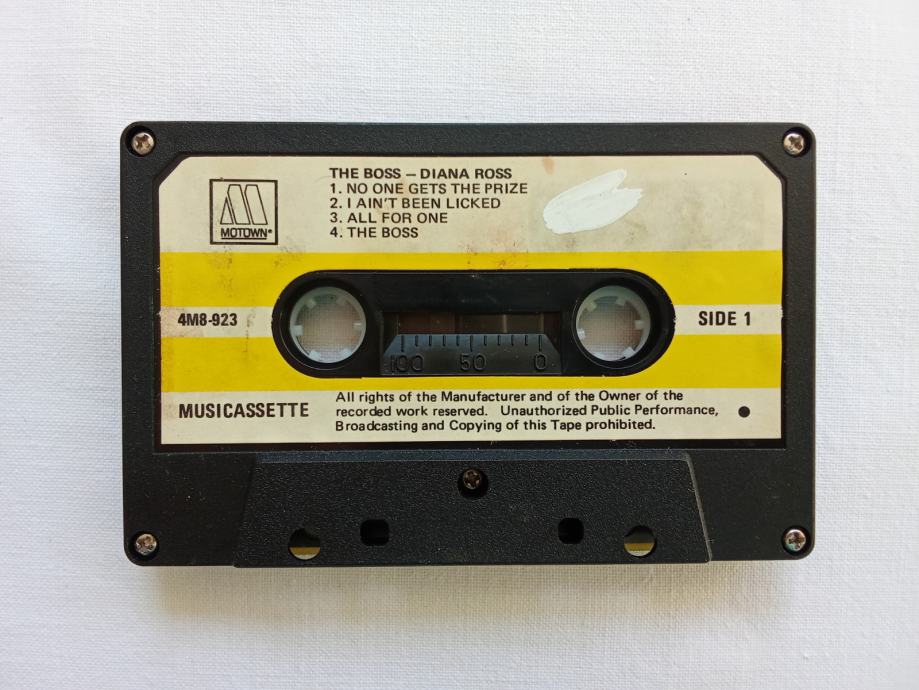 THE BOSS – DIANA ROSS
1. NO ONE GETS THE PRIZE
2. I AIN'T BEEN LICKED
3. ALL FOR ONE
4. THE BOSS
M
MOTOWN®
4M8-923
SIDE 1
100 50 0
MUSICASSETTE
All rights of the Manufacturer and of the Owner of the
recorded work reserved. Unauthorized Public Performance,
Broadcasting and Copying of this Tape prohibited.